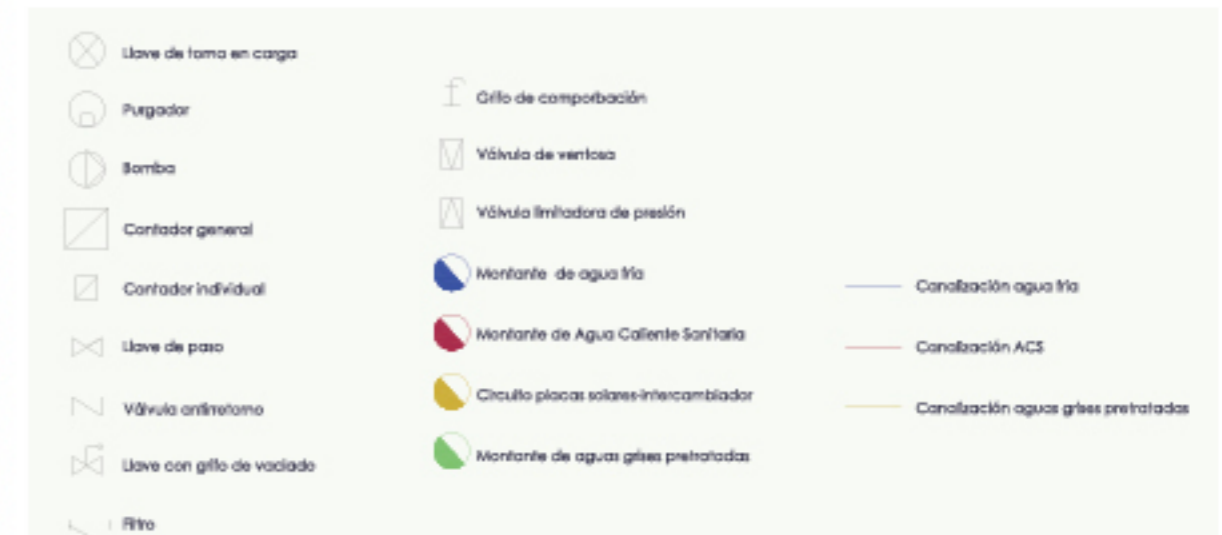 Llave de toma en carga
Purgador
Bomba
Contador general
Contador individual
Llave de paso
Válvula antirretorno
Llave con grifo de vaciado
Filtro
Grifo de comporbación
Válvula de ventosa
Válvula limitadora de presión
Montante de agua fría
Montante de Agua Caliente Sanitaria
Circuito placas solares-intercambiador
Montante de aguas grises pretratadas
Canalización agua fría
Canalización ACS
Canalización aguas grises pretratadas